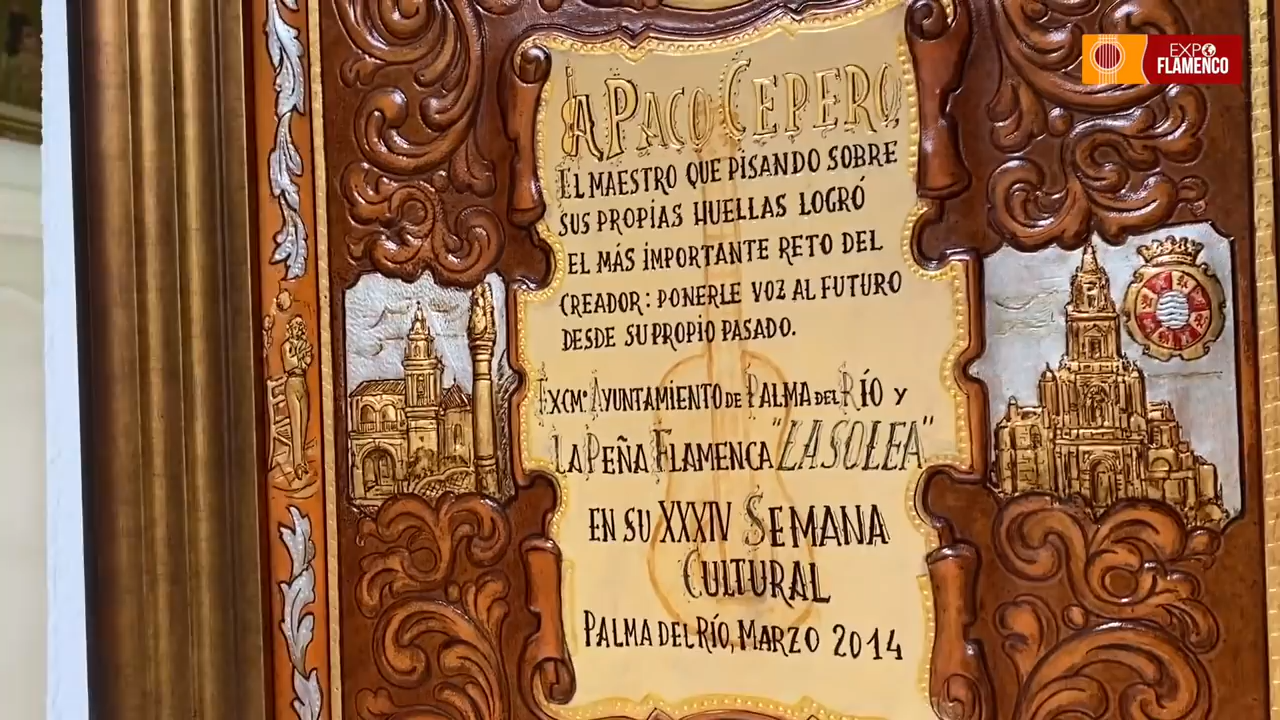 EXPO
FLAMENCO
A PACO CEPERO
EL MAESTRO QUE PISANDO SOBRE
SUS PROPIAS HUELLAS LOGRÓ
EL MÁS IMPORTANTE RETO DEL
CREADOR: PONERLE VOZ AL FUTURO
DESDE SU PROPIO PASADO.
EXCMº. AYUNTAMIENTO DE PALMA DEL RÍO Y
LA PEÑA FLAMENCA "LA SOLEA"
EN SU XXXIV SEMANA
CULTURAL
PALMA DEL RÍO, MARZO 2014